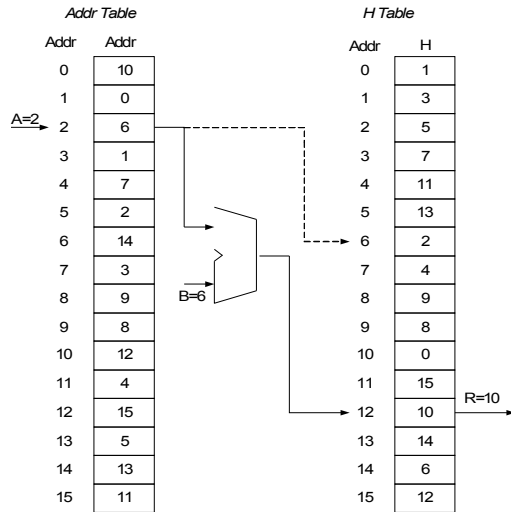 Addr Table H Table
Addr Addr Addr H
0 10 0 1
1 0 1 3
A=2 2 6 2 5
3 1 3 7
4 7 4 11
5 2 5 13
6 14 6 2
7 3 7 4
8 9 B=6 8 9
9 8 9 8
10 12 10 0
11 4 11 15
12 15 12 10 R=10
13 5 13 14
14 13 14 6
15 11 15 12